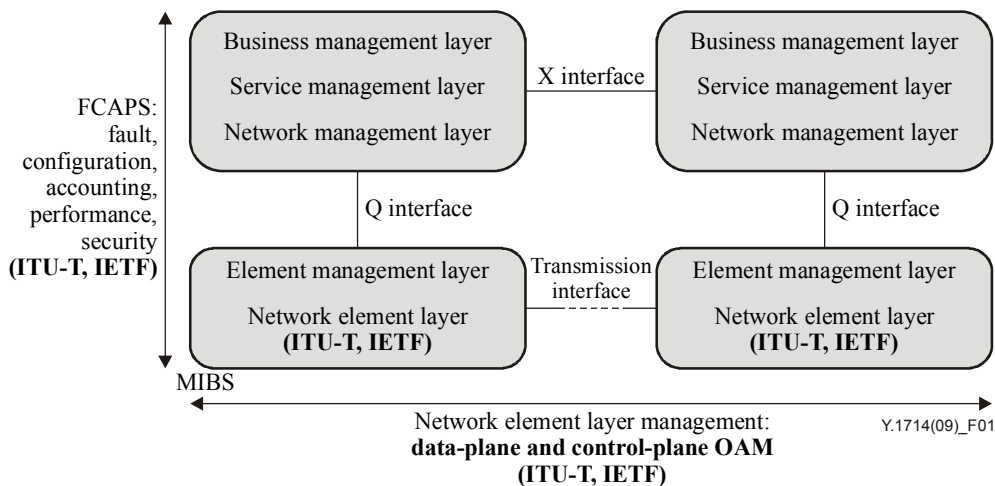 Business management layer
Service management layer
Network management layer
X interface
Business management layer
Service management layer
Network management layer
FCAPS:
fault,
configuration,
accounting,
performance,
security
(ITU-T, IETF)
Q interface
Q interface
Element management layer
Network element layer
(ITU-T, IETF)
Transmission
interface
Element management layer
Network element layer
(ITU-T, IETF)
MIBS
Network element layer management:
data-plane and control-plane OAM
(ITU-T, IETF)
Y.1714(09)_F01